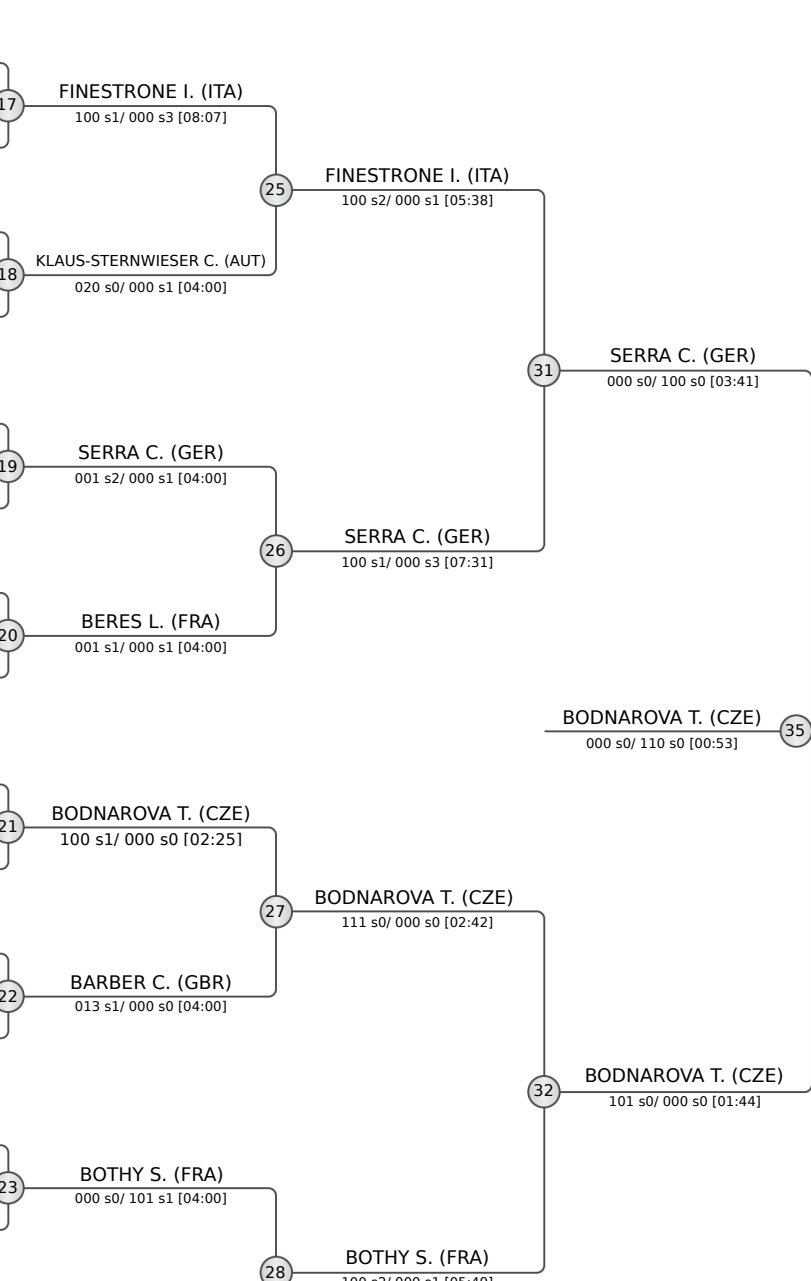 17
FINESTRONE I. (ITA)
100 s1/ 000 s3 [08:07]
25
FINESTRONE I. (ITA)
100 s2/ 000 s1 [05:38]
18
KLAUS-STERNWIESER C. (AUT)
020 s0/ 000 s1 [04:00]
31
SERRA C. (GER)
000 s0/ 100 s0 [03:41]
19
SERRA C. (GER)
001 s2/ 000 s1 [04:00]
26
SERRA C. (GER)
100 s1/ 000 s3 [07:31]
20
BERES L. (FRA)
001 s1/ 000 s1 [04:00]
BODNAROVA T. (CZE)
000 s0/ 110 s0 [00:53]
35
21
BODNAROVA T. (CZE)
100 s1/ 000 s0 [02:25]
27
BODNAROVA T. (CZE)
111 s0/ 000 s0 [02:42]
22
BARBER C. (GBR)
013 s1/ 000 s0 [04:00]
32
BODNAROVA T. (CZE)
101 s0/ 000 s0 [01:44]
23
BOTHY S. (FRA)
000 s0/ 101 s1 [04:00]
28
BOTHY S. (FRA)